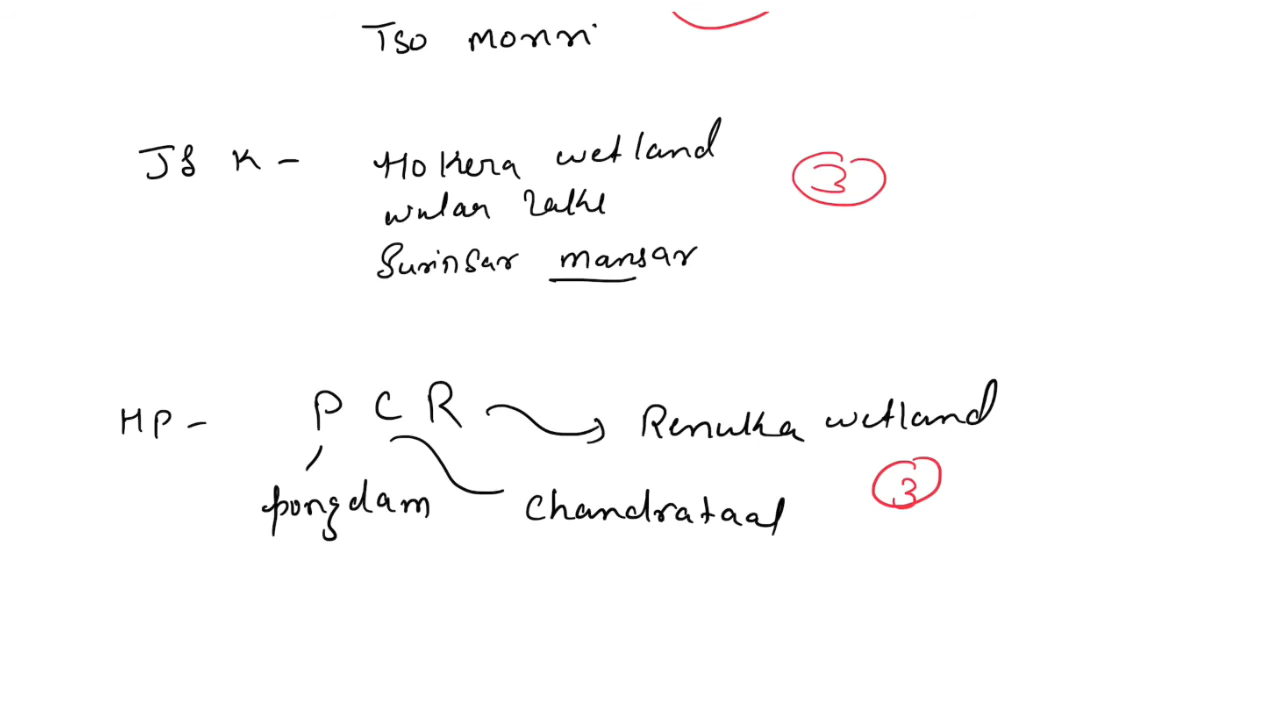 Tso morri
J & K - Hokera wetland
3
wular lake
Surinsar mansar
HP - P C R Renuka wetland
3
pongdam Chandrataal